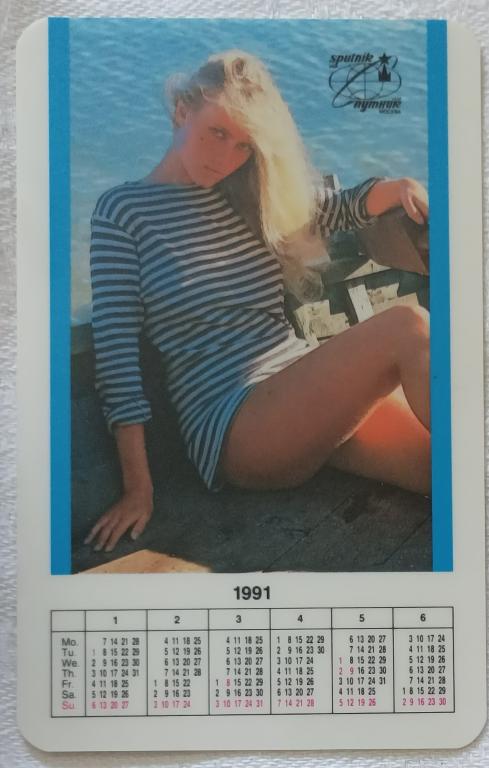 sputnik
спутник
МОСКВА
1991
1 2 3 4 5 6
Mo. 7 14 21 28 4 11 18 25 4 11 18 25 1 8 15 22 29 6 13 20 27 3 10 17 24
Tu. 1 8 15 22 29 5 12 19 26 5 12 19 26 2 9 16 23 30 7 14 21 28 4 11 18 25
We. 2 9 16 23 30 6 13 20 27 6 13 20 27 3 10 17 24 1 8 15 22 29 5 12 19 26
Th. 3 10 17 24 31 7 14 21 28 7 14 21 28 4 11 18 25 2 9 16 23 30 6 13 20 27
Fr. 4 11 18 25 1 8 15 22 1 8 15 22 29 5 12 19 26 3 10 17 24 31 7 14 21 28
Sa. 5 12 19 26 2 9 16 23 2 9 16 23 30 6 13 20 27 4 11 18 25 1 8 15 22 29
Su. 6 13 20 27 3 10 17 24 3 10 17 24 31 7 14 21 28 5 12 19 26 2 9 16 23 30